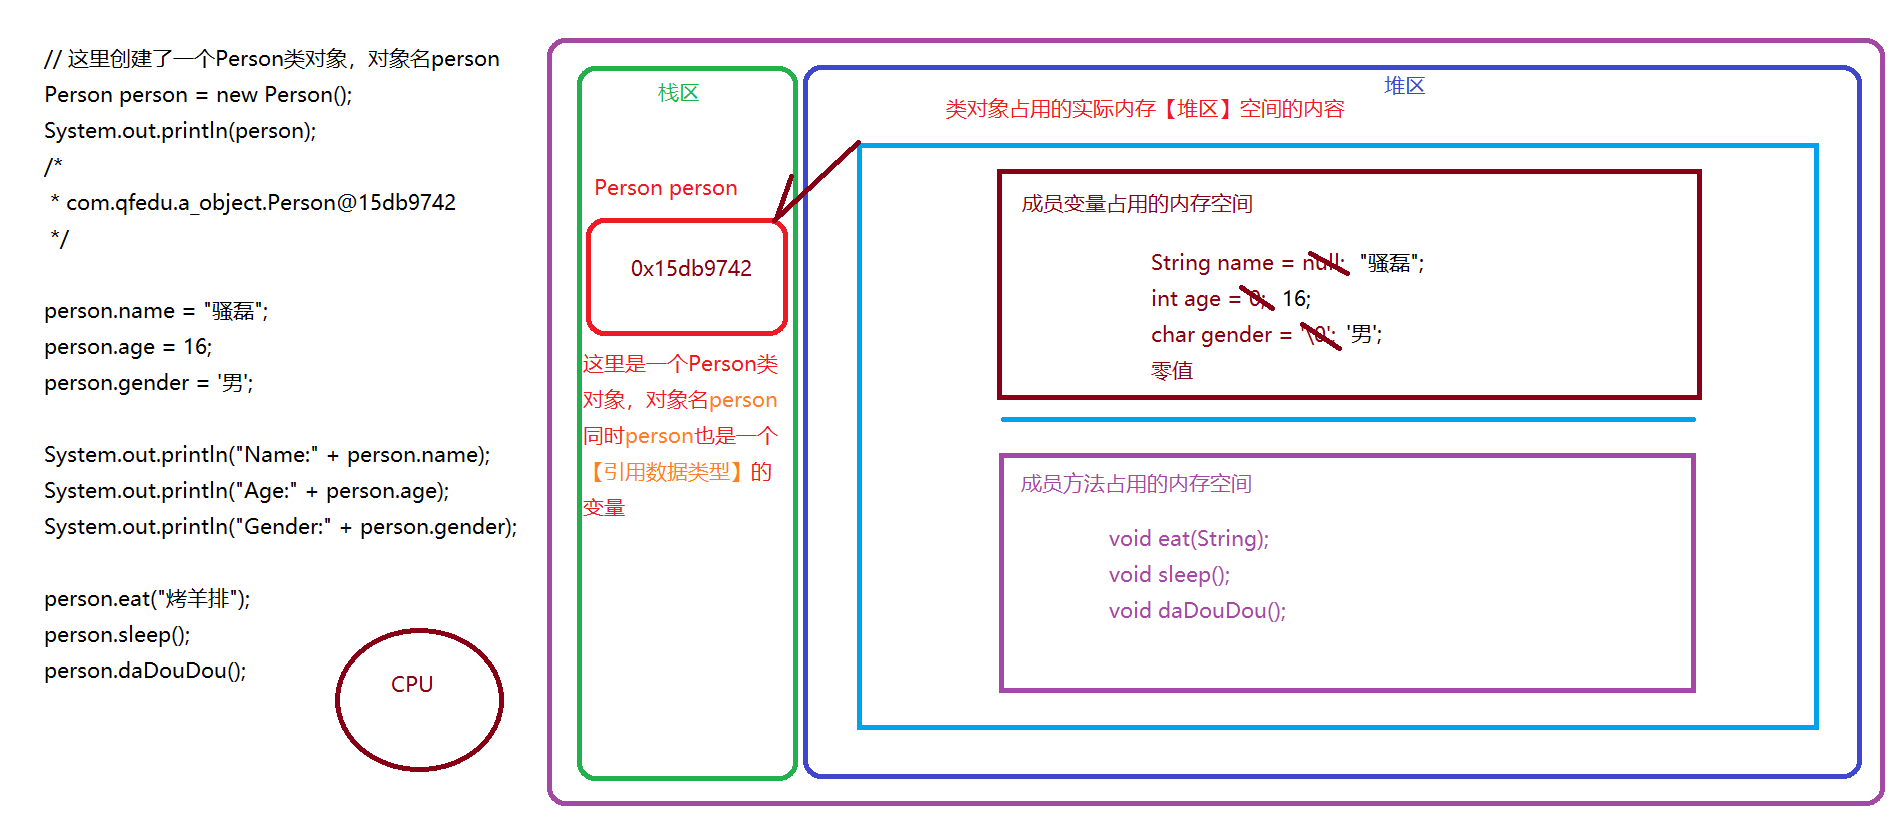 // 这里创建了一个Person类对象，对象名person
Person person = new Person();
System.out.println(person);
/*
* com.qfedu.a_object.Person@15db9742
*/
person.name = "骚磊";
person.age = 16;
person.gender = '男';
System.out.println("Name:" + person.name);
System.out.println("Age:" + person.age);
System.out.println("Gender:" + person.gender);
person.eat("烤羊排");
person.sleep();
person.daDouDou();
CPU
栈区
Person person
0x15db9742
这里是一个Person类
对象，对象名person
同时person也是一个
【引用数据类型】的
变量
堆区
类对象占用的实际内存【堆区】空间的内容
成员变量占用的内存空间
String name = null; "骚磊";
int age = 0; 16;
char gender = '\0'; '男';
零值
成员方法占用的内存空间
void eat(String);
void sleep();
void daDouDou();